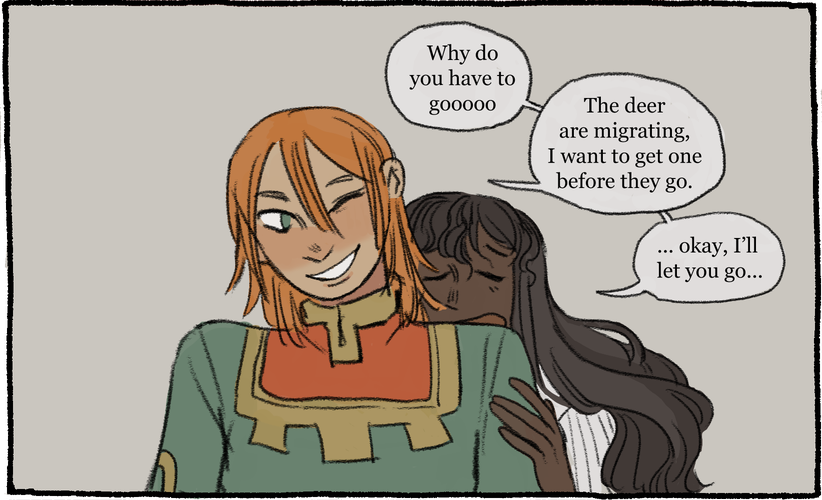 Why do
you have to
gooooo
The deer
are migrating,
I want to get one
before they go.
... okay, I'll
let you go...